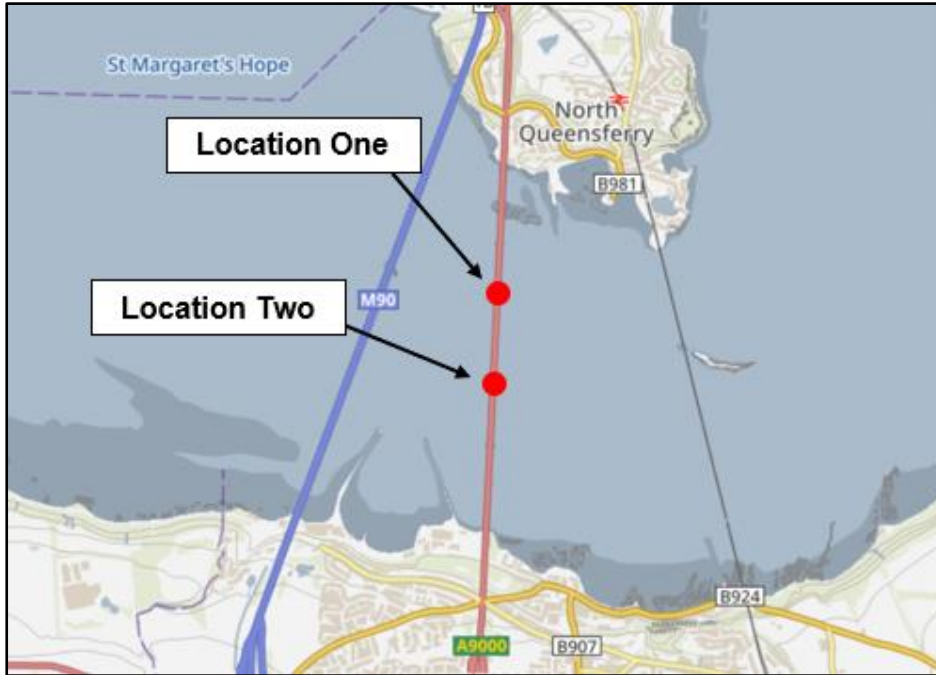 St Margaret's Hope
Location One
North
Queensferry
B981
M90
Location Two
B924
A9000
B907